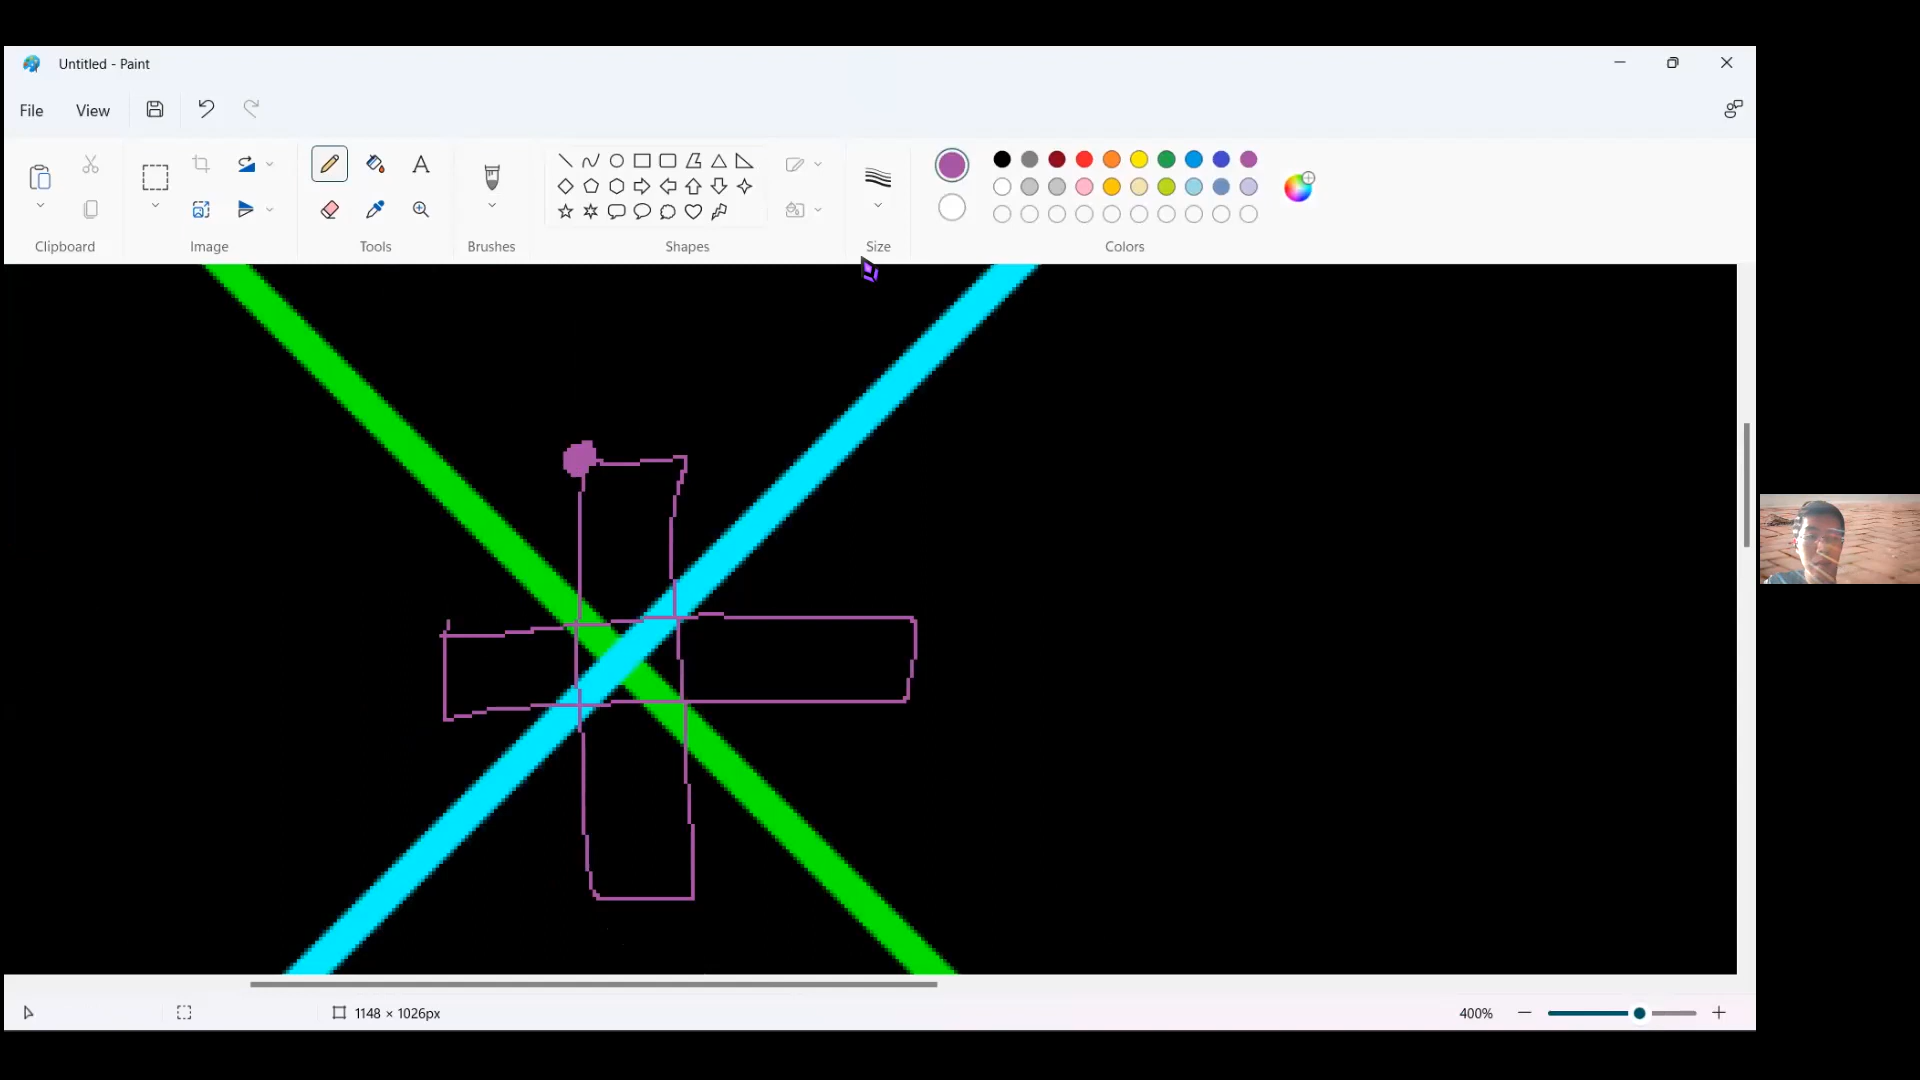 Untitled - Paint
File View
Clipboard
Image
Tools
Brushes
Shapes
Size
Colors
1148 × 1026px
400%